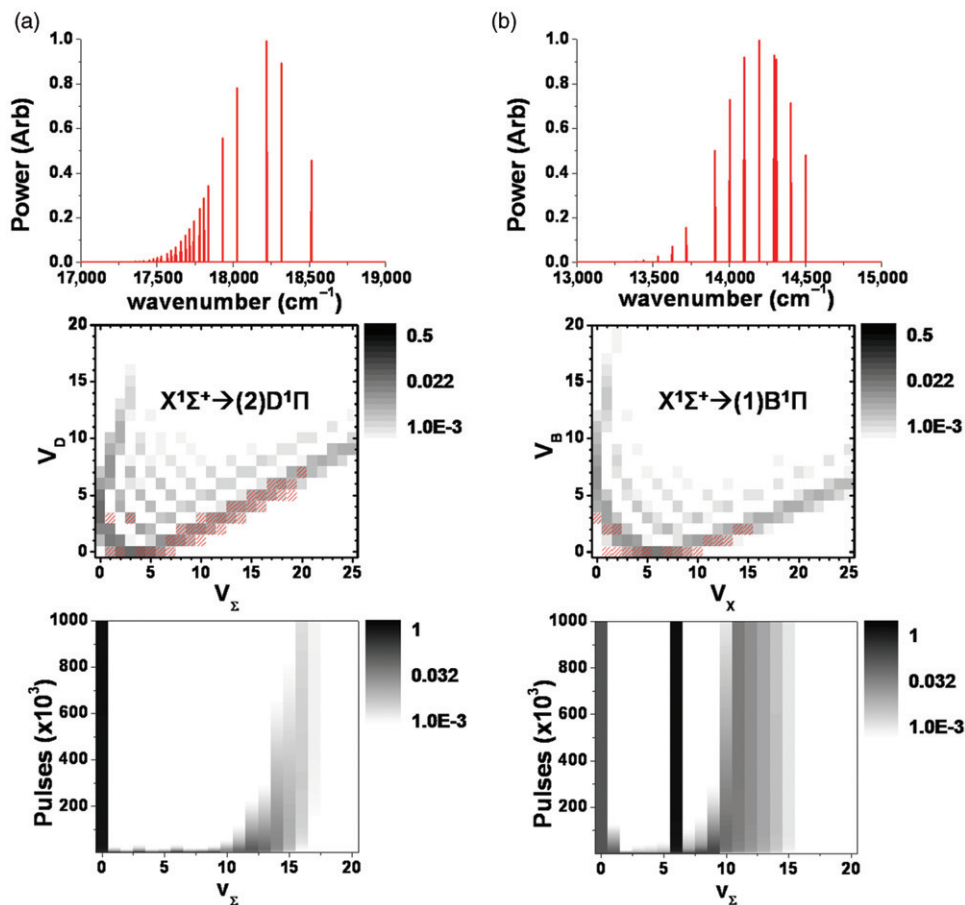 (a)
1.0
0.8
0.6
0.4
0.2
0.0
Power (Arb)
17,000 17,500 18,000 18,500 19,000
wavenumber (cm⁻¹)
(b)
1.0
0.8
0.6
0.4
0.2
0.0
Power (Arb)
13,000 13,500 14,000 14,500 15,000
wavenumber (cm⁻¹)
20
15
10
5
0
V_D
X¹Σ⁺→(2)D¹Π
0 5 10 15 20 25
V_Σ
0.5
0.022
1.0E-3
20
15
10
5
0
V_B
X¹Σ⁺→(1)B¹Π
0 5 10 15 20 25
V_X
0.5
0.022
1.0E-3
1000
800
600
400
200
Pulses (x10³)
0 5 10 15 20
V_Σ
1
0.032
1.0E-3
1000
800
600
400
200
Pulses (x10³)
0 5 10 15 20
V_Σ
1
0.032
1.0E-3